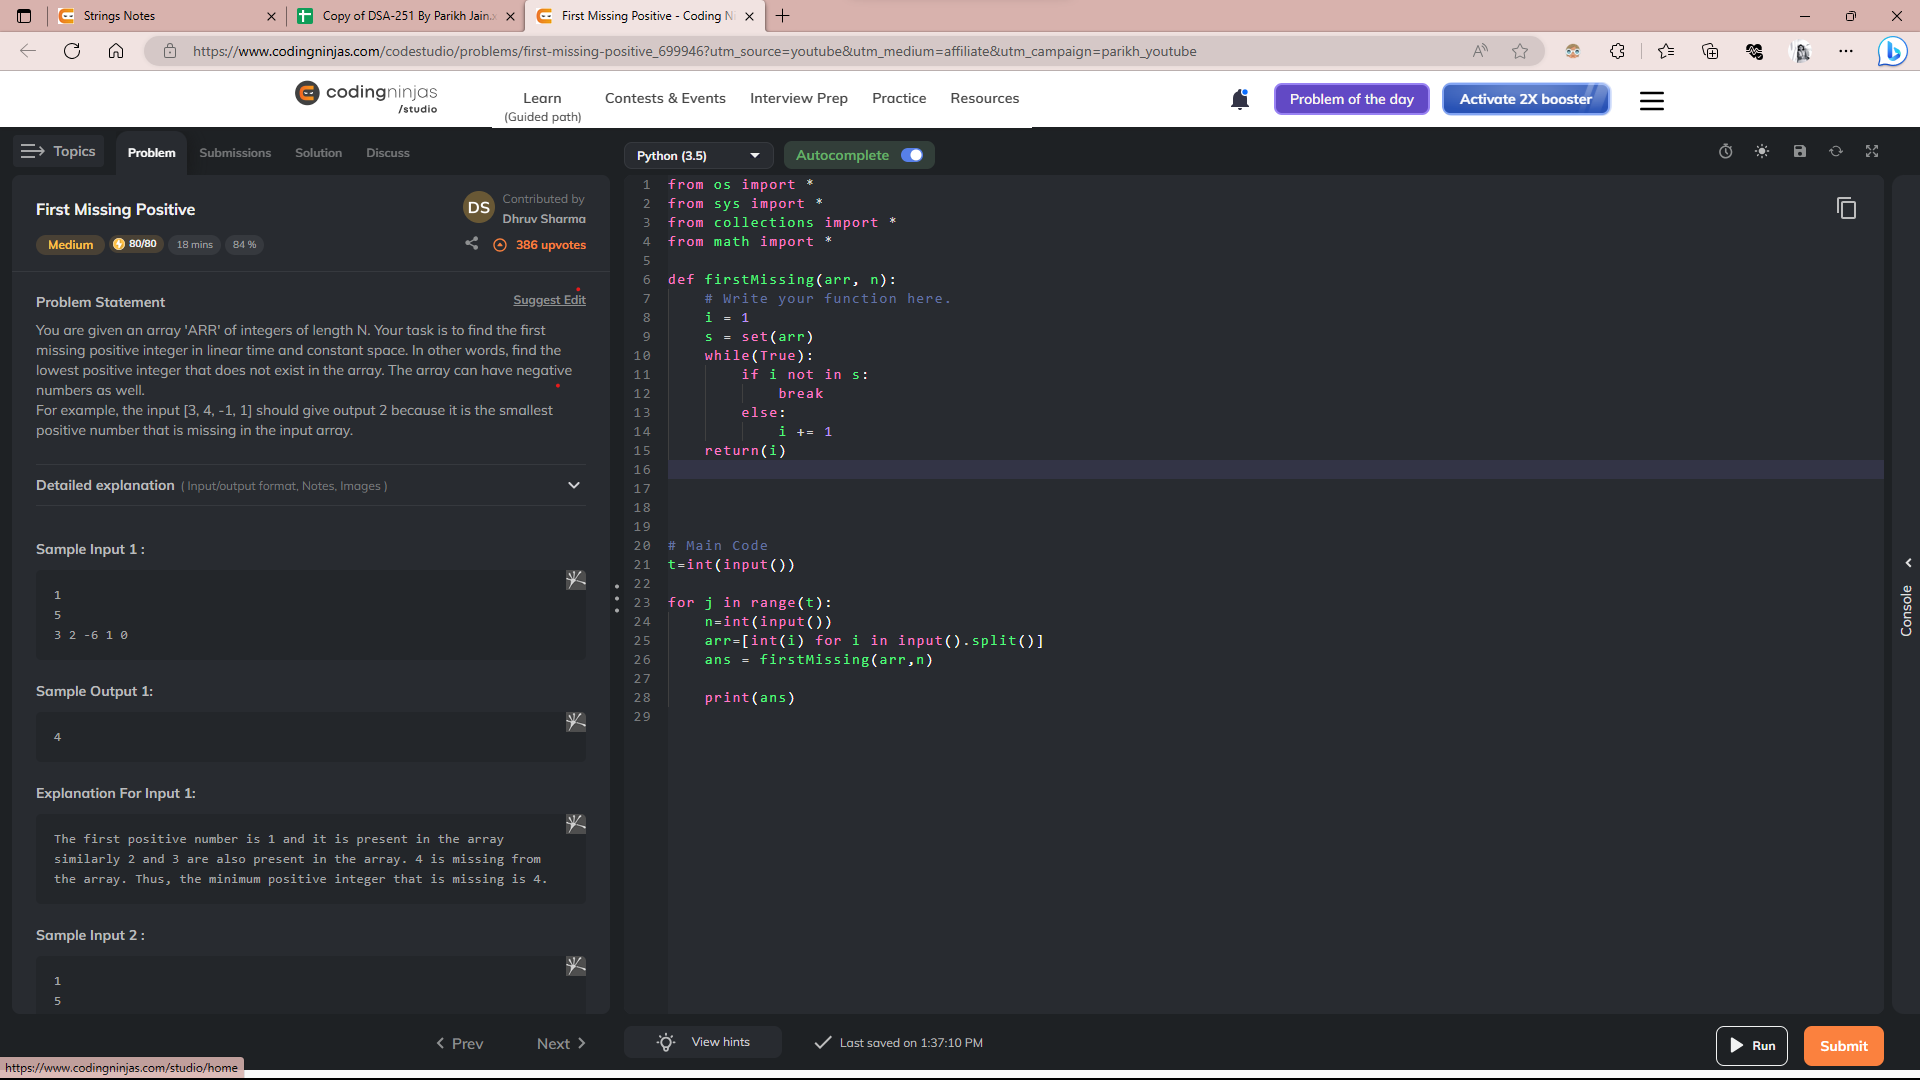 Strings Notes
Copy of DSA-251 By Parikh Jain.x
First Missing Positive - Coding Ni
https://www.codingninjas.com/codestudio/problems/first-missing-positive_699946?utm_source=youtube&utm_medium=affiliate&utm_campaign=parikh_youtube
codingninjas
/studio
Learn
(Guided path)
Contests & Events
Interview Prep
Practice
Resources
Problem of the day
Activate 2X booster
Topics
Problem
Submissions
Solution
Discuss
Python (3.5)
Autocomplete
First Missing Positive
DS
Contributed by
Dhruv Sharma
Medium
80/80
18 mins
84 %
386 upvotes
Problem Statement
Suggest Edit
You are given an array 'ARR' of integers of length N. Your task is to find the first
missing positive integer in linear time and constant space. In other words, find the
lowest positive integer that does not exist in the array. The array can have negative
numbers as well.
For example, the input [3, 4, -1, 1] should give output 2 because it is the smallest
positive number that is missing in the input array.
Detailed explanation ( Input/output format, Notes, Images )
Sample Input 1 :
1
5
3 2 -6 1 0
Sample Output 1:
4
Explanation For Input 1:
The first positive number is 1 and it is present in the array
similarly 2 and 3 are also present in the array. 4 is missing from
the array. Thus, the minimum positive integer that is missing is 4.
Sample Input 2 :
1
5
1 from os import *
2 from sys import *
3 from collections import *
4 from math import *
5
6 def firstMissing(arr, n):
7 # Write your function here.
8 i = 1
9 s = set(arr)
10 while(True):
11 if i not in s:
12 break
13 else:
14 i += 1
15 return(i)
16
17
18
19
20 # Main Code
21 t=int(input())
22
23 for j in range(t):
24 n=int(input())
25 arr=[int(i) for i in input().split()]
26 ans = firstMissing(arr,n)
27
28 print(ans)
29
Console
Prev
Next
View hints
Last saved on 1:37:10 PM
Run
Submit
https://www.codingninjas.com/studio/home